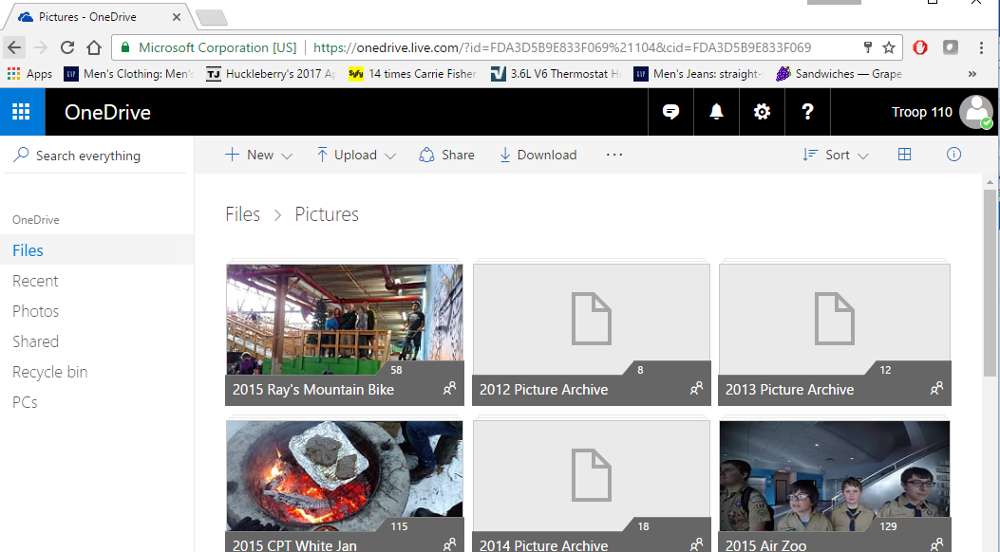 Pictures - OneDrive
Microsoft Corporation [US] https://onedrive.live.com/?id=FDA3D5B9E833F069%21104&cid=FDA3D5B9E833F069
Apps GAP Men's Clothing: Men's TJ Huckleberry's 2017 Ap Syfy 14 times Carrie Fisher 3.6L V6 Thermostat H GAP Men's Jeans: straight- Sandwiches — Grape »
OneDrive ? Troop 110
Search everything
New Upload Share Download ... Sort
Files > Pictures
OneDrive
Files
Recent
Photos
Shared
Recycle bin
PCs
58
2015 Ray's Mountain Bike
8
2012 Picture Archive
12
2013 Picture Archive
115
2015 CPT White Jan
18
2014 Picture Archive
129
2015 Air Zoo